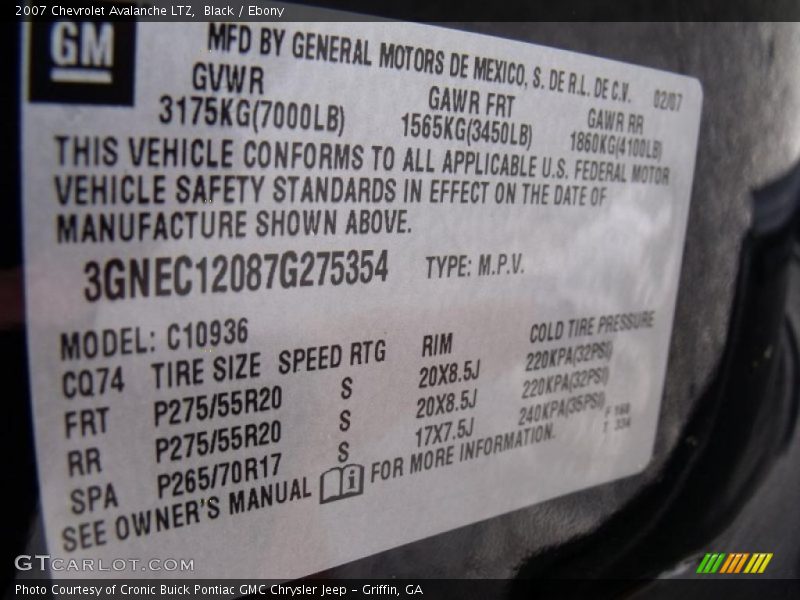 2007 Chevrolet Avalanche LTZ, Black / Ebony
GM
MFD BY GENERAL MOTORS DE MEXICO, S. DE R.L. DE C.V. 02/07
GVWR GAWR FRT GAWR RR
3175KG(7000LB) 1565KG(3450LB) 1860KG(4100LB)
THIS VEHICLE CONFORMS TO ALL APPLICABLE U.S. FEDERAL MOTOR
VEHICLE SAFETY STANDARDS IN EFFECT ON THE DATE OF
MANUFACTURE SHOWN ABOVE.
3GNEC12087G275354 TYPE: M.P.V.
MODEL: C10936
CQ74 TIRE SIZE SPEED RTG RIM COLD TIRE PRESSURE
FRT P275/55R20 S 20X8.5J 220KPA(32PSI)
RR P275/55R20 S 20X8.5J 220KPA(32PSI)
SPA P265/70R17 S 17X7.5J 240KPA(35PSI)
SEE OWNER'S MANUAL i FOR MORE INFORMATION.
GTCARLOT.COM
Photo Courtesy of Cronic Buick Pontiac GMC Chrysler Jeep - Griffin, GA